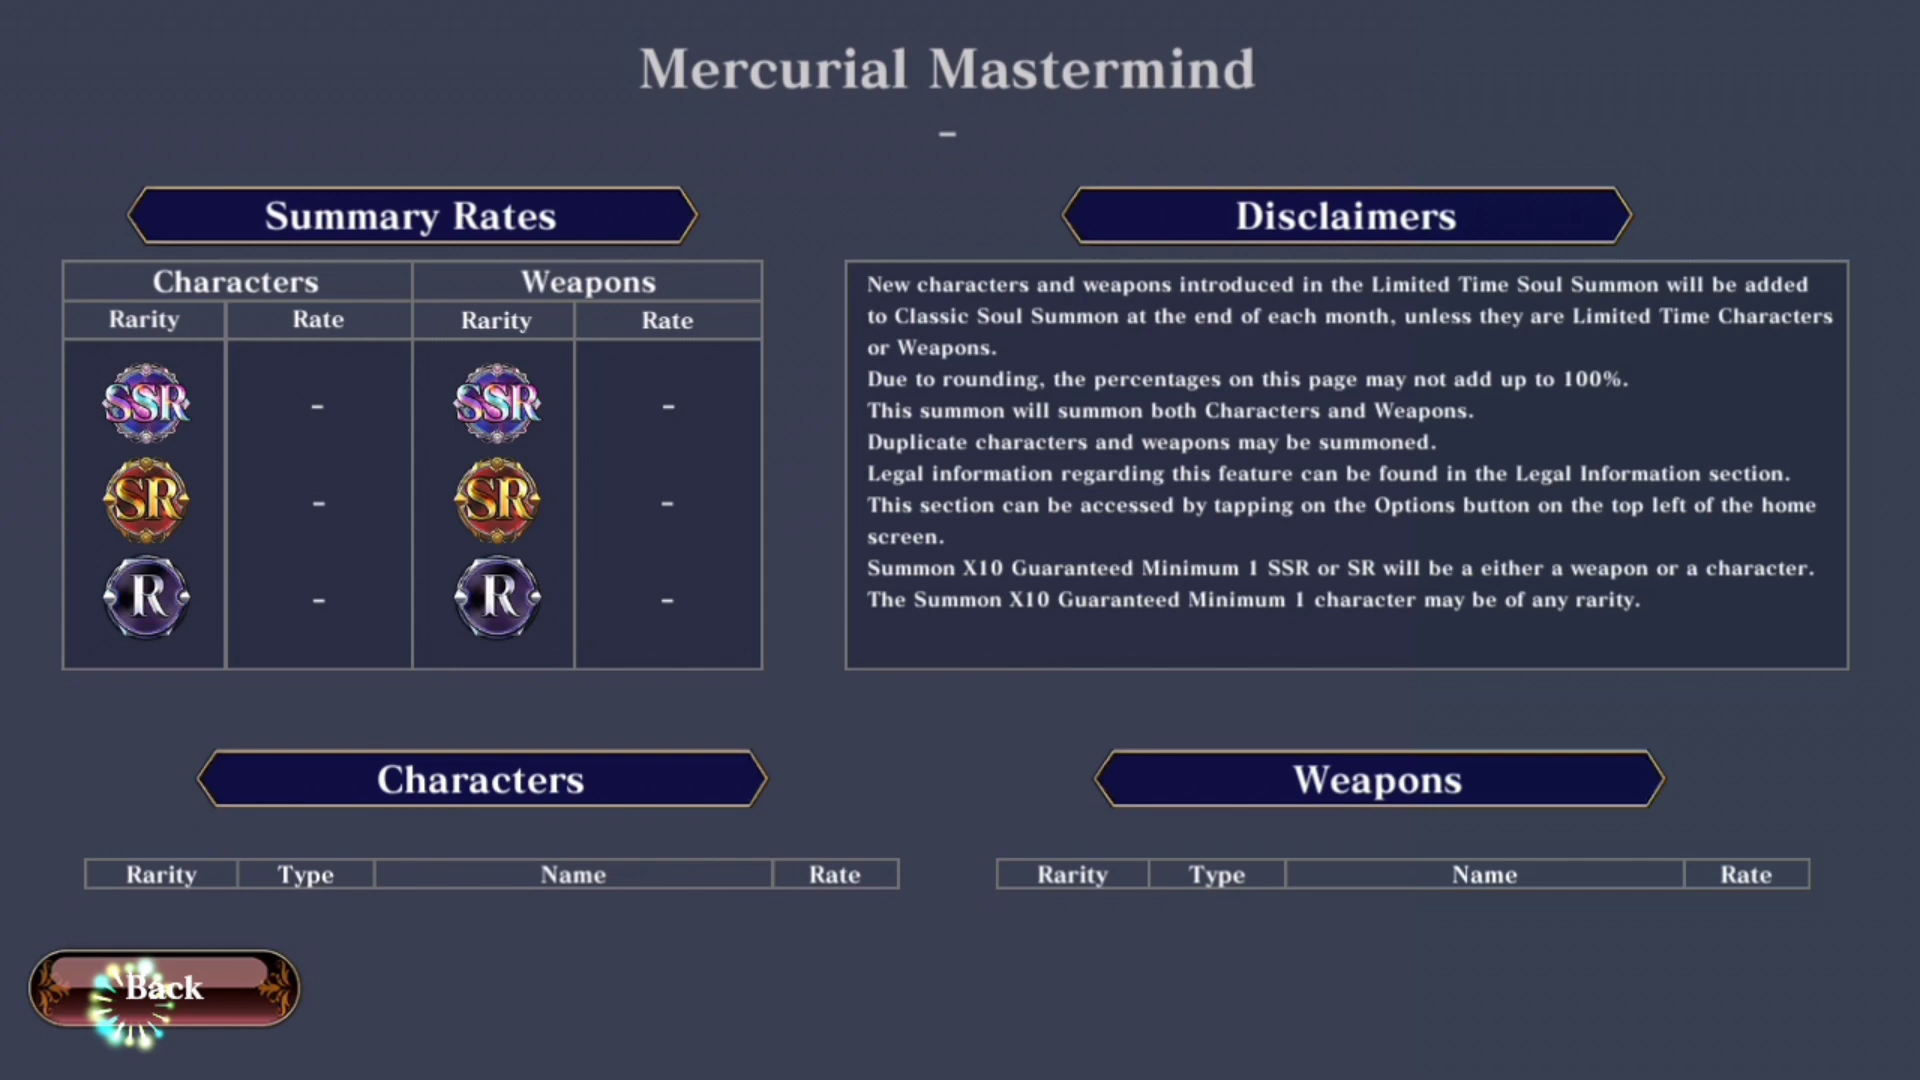 Mercurial Mastermind
-
Summary Rates
Characters Weapons
Rarity Rate Rarity Rate
SSR - SSR -
SR - SR -
R - R -
Disclaimers
New characters and weapons introduced in the Limited Time Soul Summon will be added
to Classic Soul Summon at the end of each month, unless they are Limited Time Characters
or Weapons.
Due to rounding, the percentages on this page may not add up to 100%.
This summon will summon both Characters and Weapons.
Duplicate characters and weapons may be summoned.
Legal information regarding this feature can be found in the Legal Information section.
This section can be accessed by tapping on the Options button on the top left of the home
screen.
Summon X10 Guaranteed Minimum 1 SSR or SR will be a either a weapon or a character.
The Summon X10 Guaranteed Minimum 1 character may be of any rarity.
Characters
Rarity Type Name Rate
Weapons
Rarity Type Name Rate
Back